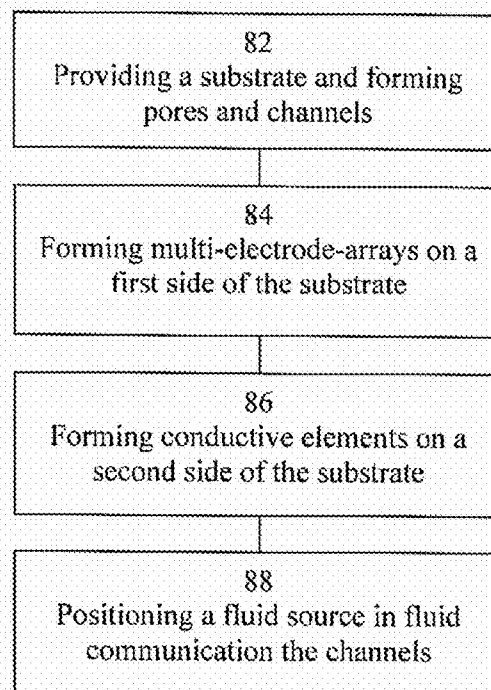 82
Providing a substrate and forming
pores and channels
84
Forming multi-electrode-arrays on a
first side of the substrate
86
Forming conductive elements on a
second side of the substrate
88
Positioning a fluid source in fluid
communication the channels